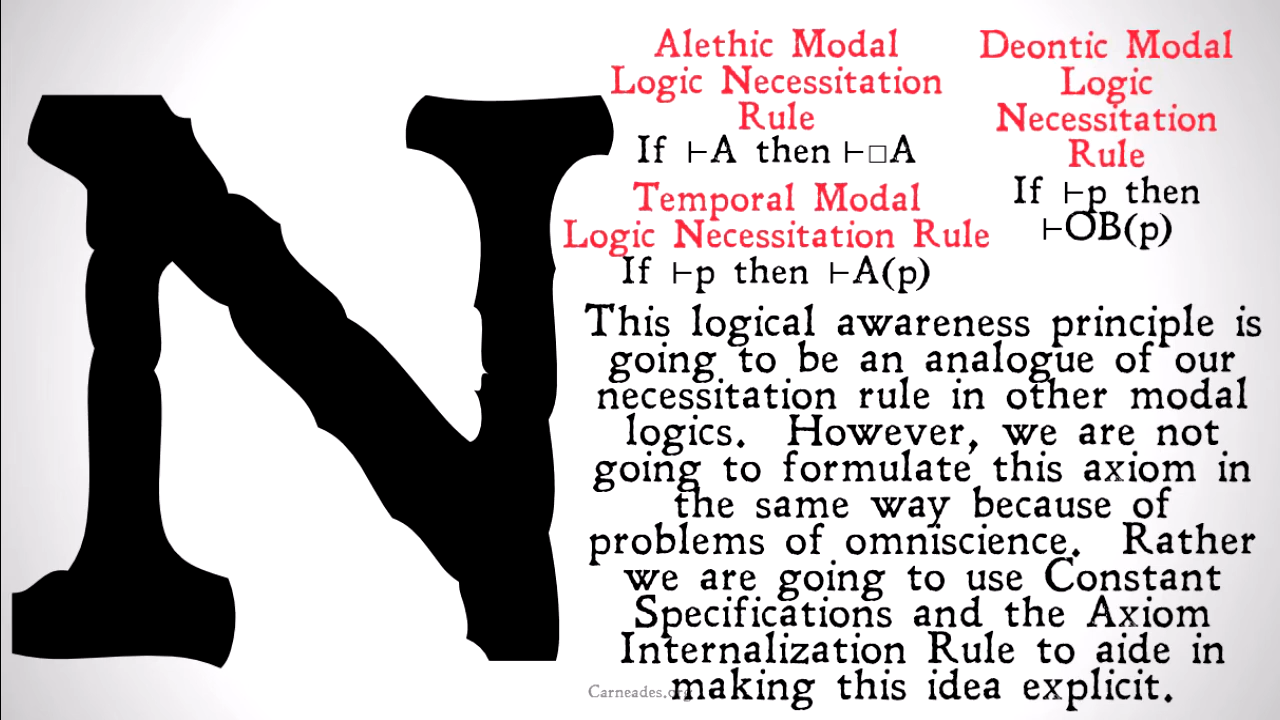 N
Alethic Modal
Logic Necessitation
Rule
If ⊢A then ⊢□A
Temporal Modal
Logic Necessitation Rule
If ⊢p then ⊢A(p)
Deontic Modal
Logic
Necessitation
Rule
If ⊢p then
⊢OB(p)
This logical awareness principle is
going to be an analogue of our
necessitation rule in other modal
logics. However, we are not
going to formulate this axiom in
the same way because of
problems of omniscience. Rather
we are going to use Constant
Specifications and the Axiom
Internalization Rule to aide in
making this idea explicit.
Carneades.org